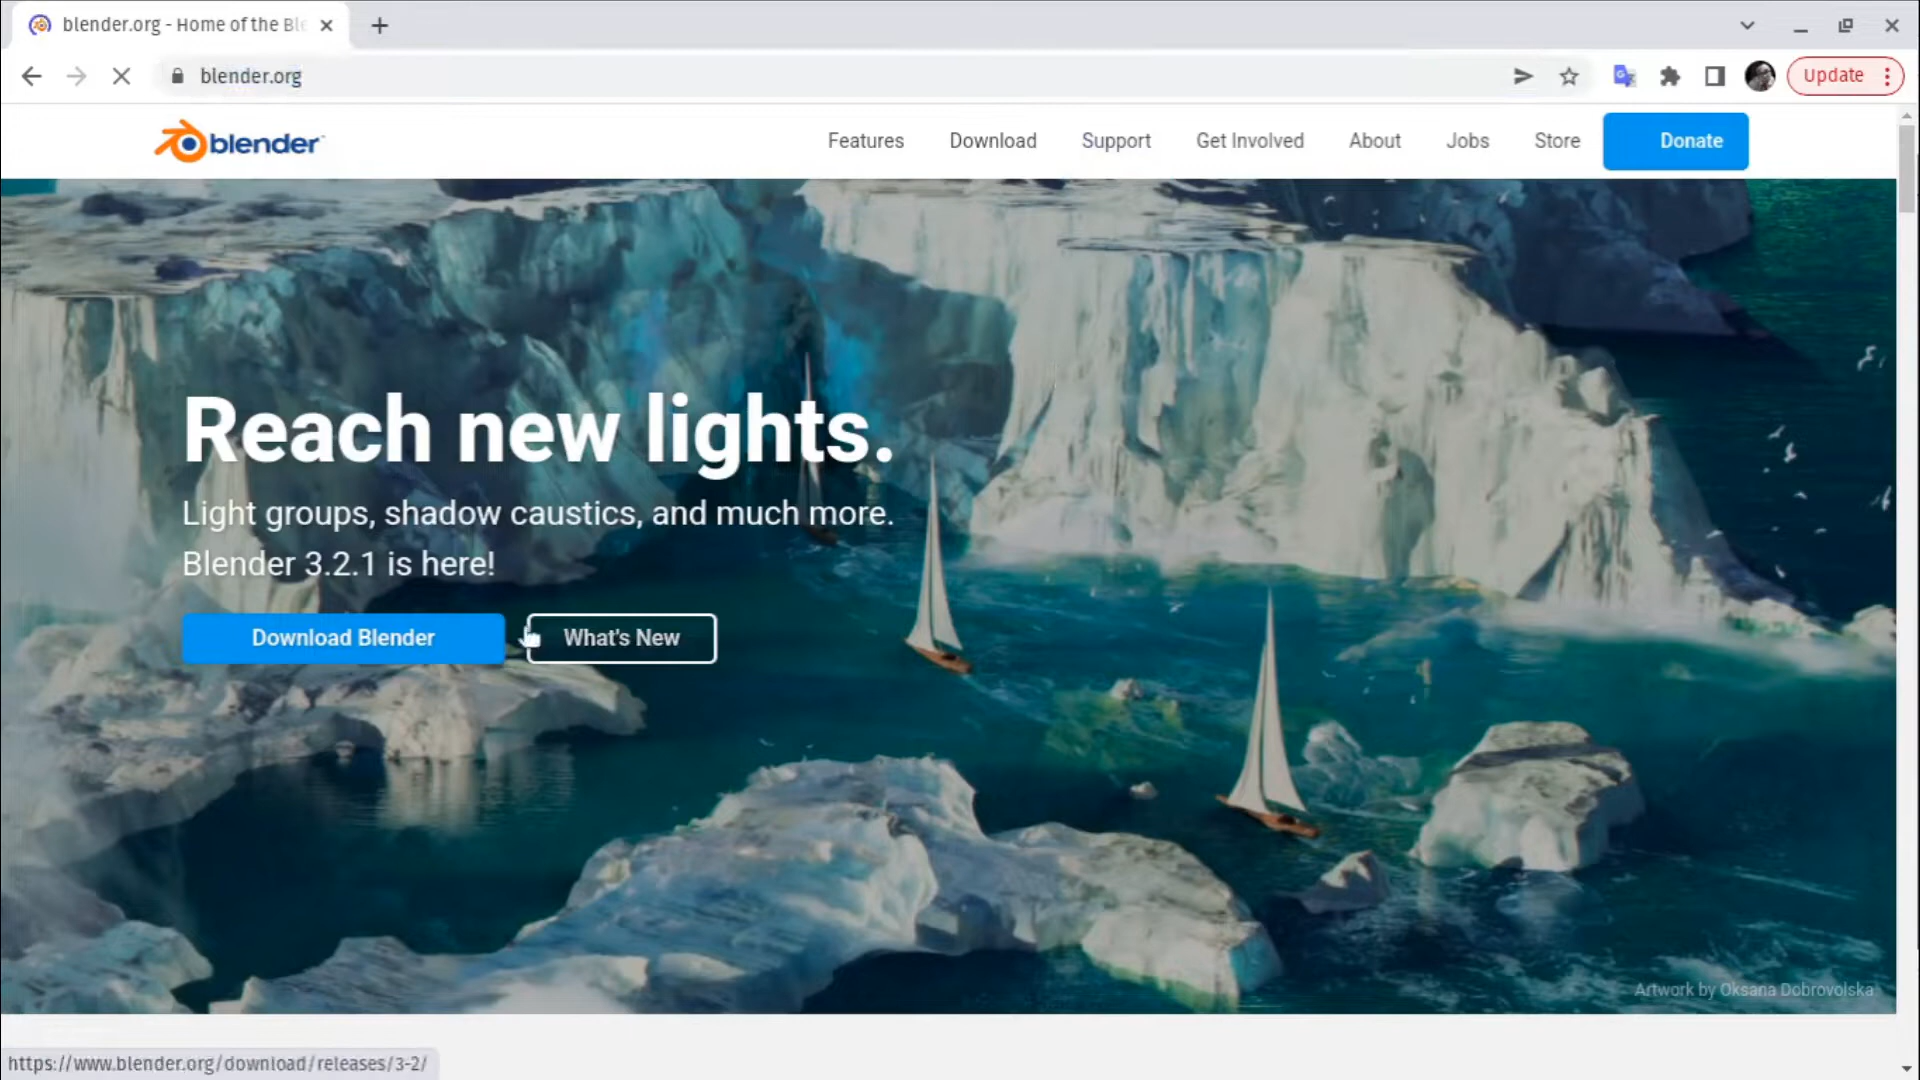 blender.org - Home of the Ble
blender.org
Update
blender
Features
Download
Support
Get Involved
About
Jobs
Store
Donate
Reach new lights.
Light groups, shadow caustics, and much more.
Blender 3.2.1 is here!
Download Blender
What's New
Artwork by Oksana Dobrovolska
https://www.blender.org/download/releases/3-2/